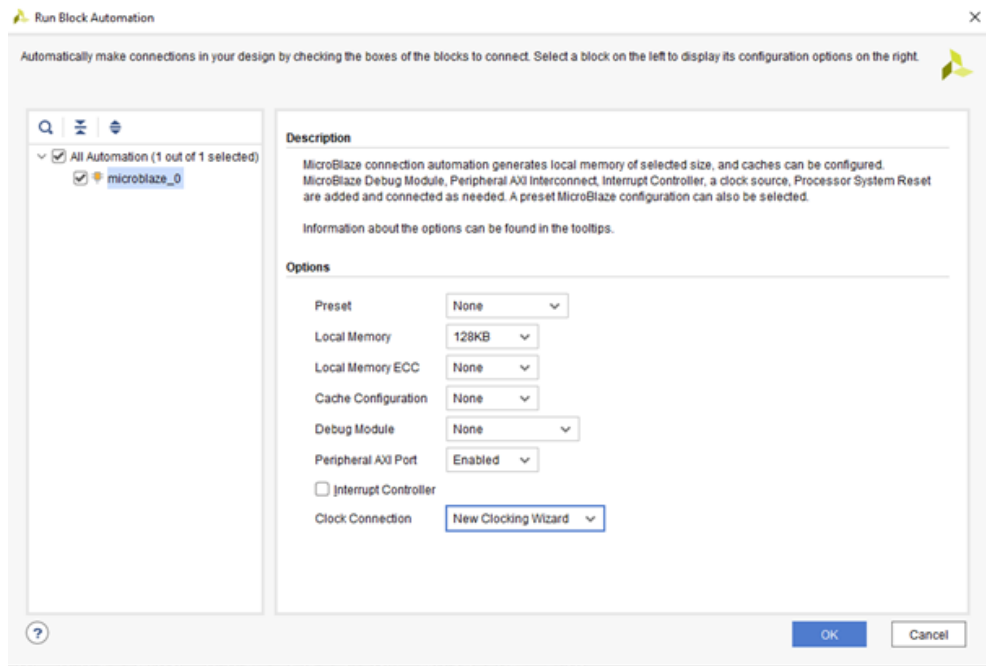 Run Block Automation
Automatically make connections in your design by checking the boxes of the blocks to connect. Select a block on the left to display its configuration options on the right.
All Automation (1 out of 1 selected)
microblaze_0
Description
MicroBlaze connection automation generates local memory of selected size, and caches can be configured.
MicroBlaze Debug Module, Peripheral AXI Interconnect, Interrupt Controller, a clock source, Processor System Reset
are added and connected as needed. A preset MicroBlaze configuration can also be selected.
Information about the options can be found in the tooltips.
Options
Preset None
Local Memory 128KB
Local Memory ECC None
Cache Configuration None
Debug Module None
Peripheral AXI Port Enabled
Interrupt Controller
Clock Connection New Clocking Wizard
?
OK Cancel